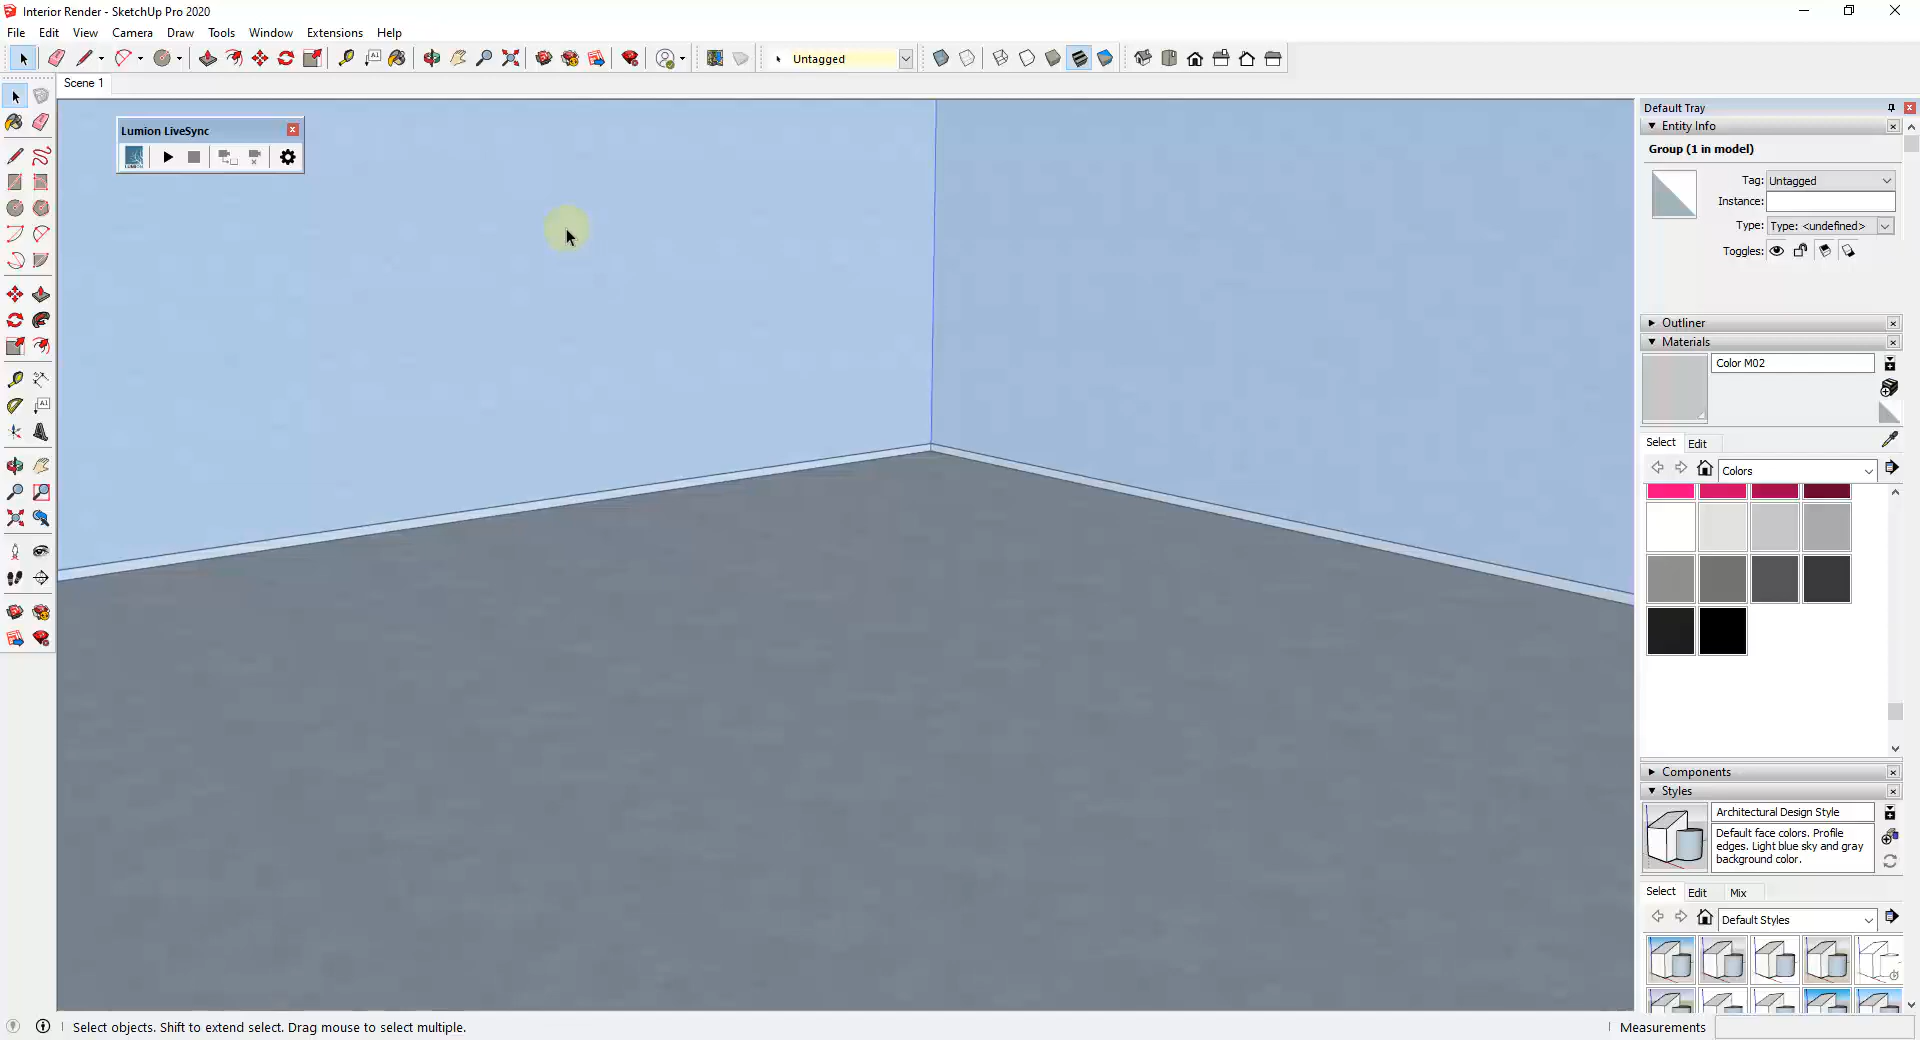 Interior Render - SketchUp Pro 2020
File Edit View Camera Draw Tools Window Extensions Help
Untagged
Scene 1
Lumion LiveSync
Default Tray
Entity Info
Group (1 in model)
Tag: Untagged
Instance:
Type: Type: <undefined>
Toggles:
Outliner
Materials
Color M02
Select Edit
Colors
Components
Styles
Architectural Design Style
Default face colors. Profile
edges. Light blue sky and gray
background color.
Select Edit Mix
Default Styles
Select objects. Shift to extend select. Drag mouse to select multiple.
Measurements